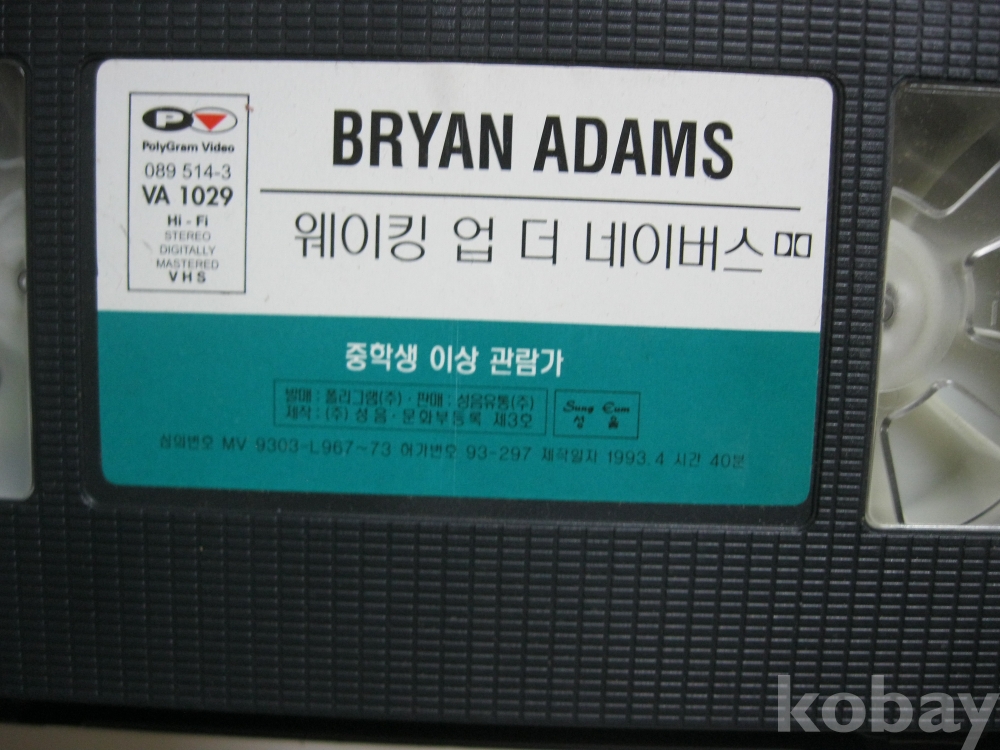 P
PolyGram Video
089 514-3
VA 1029
Hi-Fi
STEREO
DIGITALLY
MASTERED
VHS
BRYAN ADAMS
웨이킹 업 더 네이버스
중학생 이상 관람가
발매 : 폴리그램(주) · 판매 : 성음유통(주)
제작 : (주) 성음 · 문화부등록 제3호
Sung Eum
성 음
심의번호 MV 9303-L967~73 허가번호 93-297 제작일자 1993.4 시간 40분
kobay